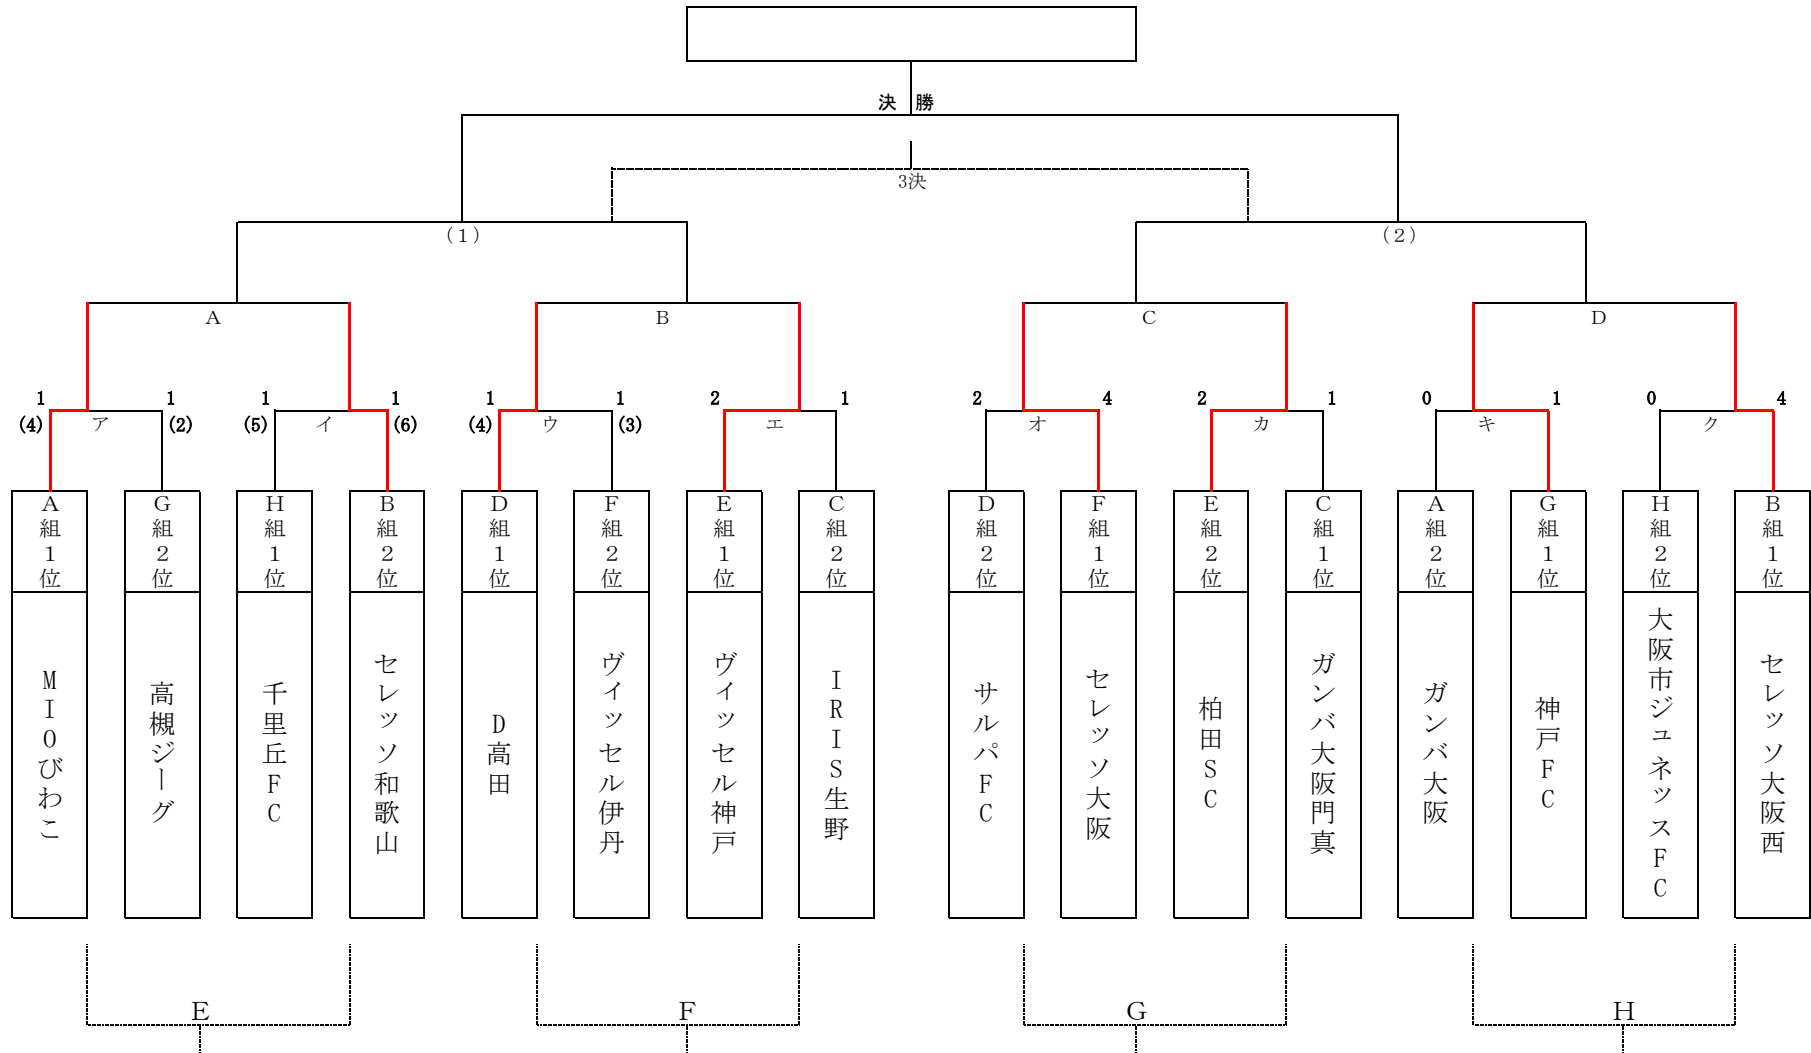 決 勝
3決
(1)
(2)
A
B
C
D
1 1 1 1 1 1 2 1 2 4 2 1 0 1 0 4
(4) ア (2) (5) イ (6) (4) ウ (3) エ オ カ キ ク
A組1位
G組2位
H組1位
B組2位
D組1位
F組2位
E組1位
C組2位
D組2位
F組1位
E組2位
C組1位
A組2位
G組1位
H組2位
B組1位
MIOびわこ
高槻ジーグ
千里丘FC
セレッソ和歌山
D高田
ヴィッセル伊丹
ヴィッセル神戸
IRIS生野
サルパFC
セレッソ大阪
柏田SC
ガンバ大阪門真
ガンバ大阪
神戸FC
大阪市ジュネッスFC
セレッソ大阪西
E
F
G
H